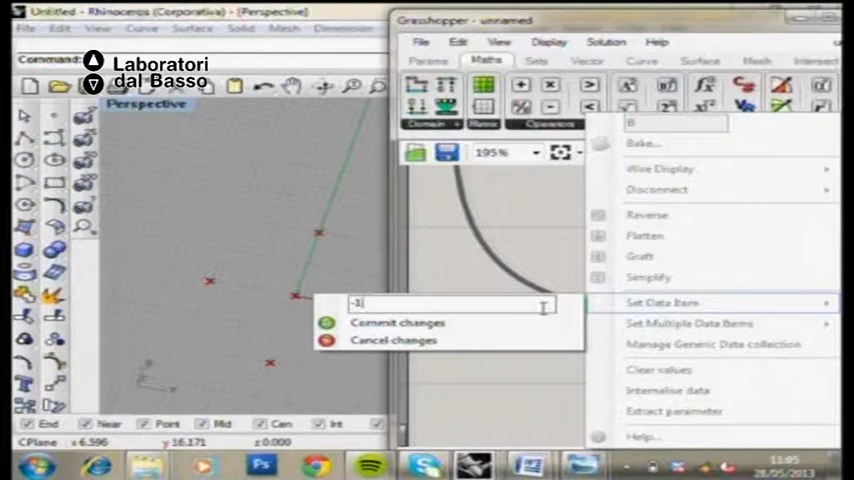 Untitled - Rhinoceros (Corporativa) - [Perspective]
File Edit View Curve Surface Solid Mesh Dimension
Command:
Laboratori
dal Basso
Perspective
Grasshopper - unnamed
File Edit View Display Solution Help
Params Maths Sets Vector Curve Surface Mesh Intersect
Domain Matrix Operators
195%
B
Bake...
Wire Display
Disconnect
Reverse
Flatten
Graft
Simplify
Set Data Item
Set Multiple Data Items
Manage Generic Data collection
Clear values
Internalise data
Extract parameter
Help...
-1
Commit changes
Cancel changes
End Near Point Mid Cen Int
CPlane x 6.596 y 16.171 z 0.000
11:05
28/05/2013